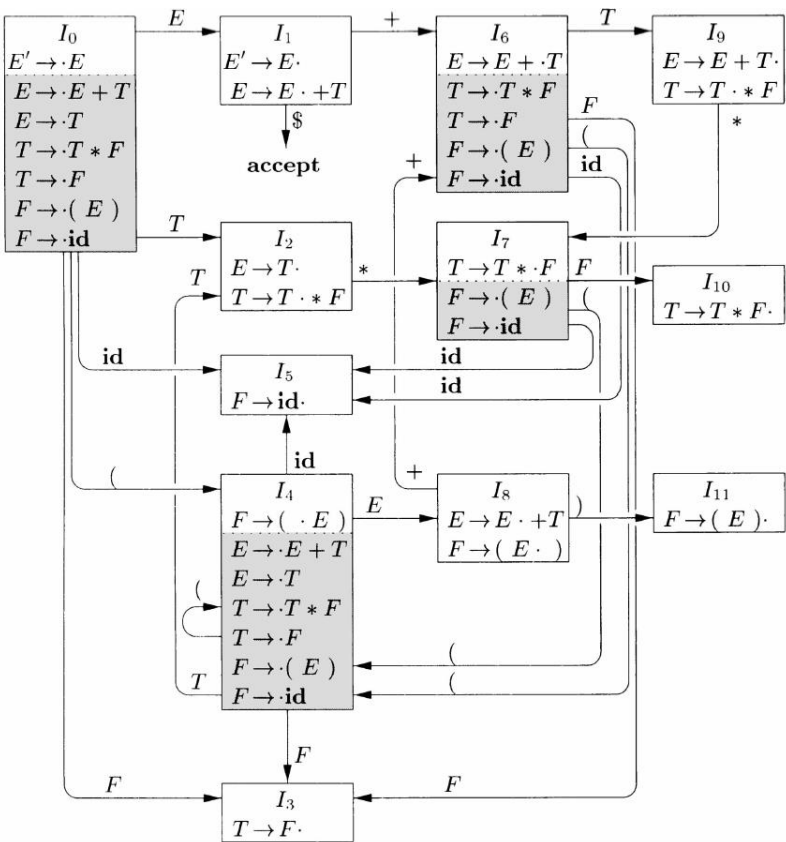 I₀
E′ → · E
E → · E + T
E → · T
T → · T * F
T → · F
F → · ( E )
F → · id
E
I₁
E′ → E ·
E → E · + T
$
accept
+
I₆
E → E + · T
T → · T * F
T → · F
F → · ( E )
F → · id
T
I₉
E → E + T ·
T → T · * F
F
(
id
*
+
T
I₂
E → T ·
T → T · * F
T
*
I₇
T → T * · F
F → · ( E )
F → · id
F
(
I₁₀
T → T * F ·
id
I₅
F → id ·
id
id
id
(
I₄
F → ( · E )
E → · E + T
E → · T
T → · T * F
T → · F
F → · ( E )
F → · id
E
+
I₈
E → E · + T
F → ( E · )
)
I₁₁
F → ( E ) ·
(
(
T
(
F
F
I₃
T → F ·
F